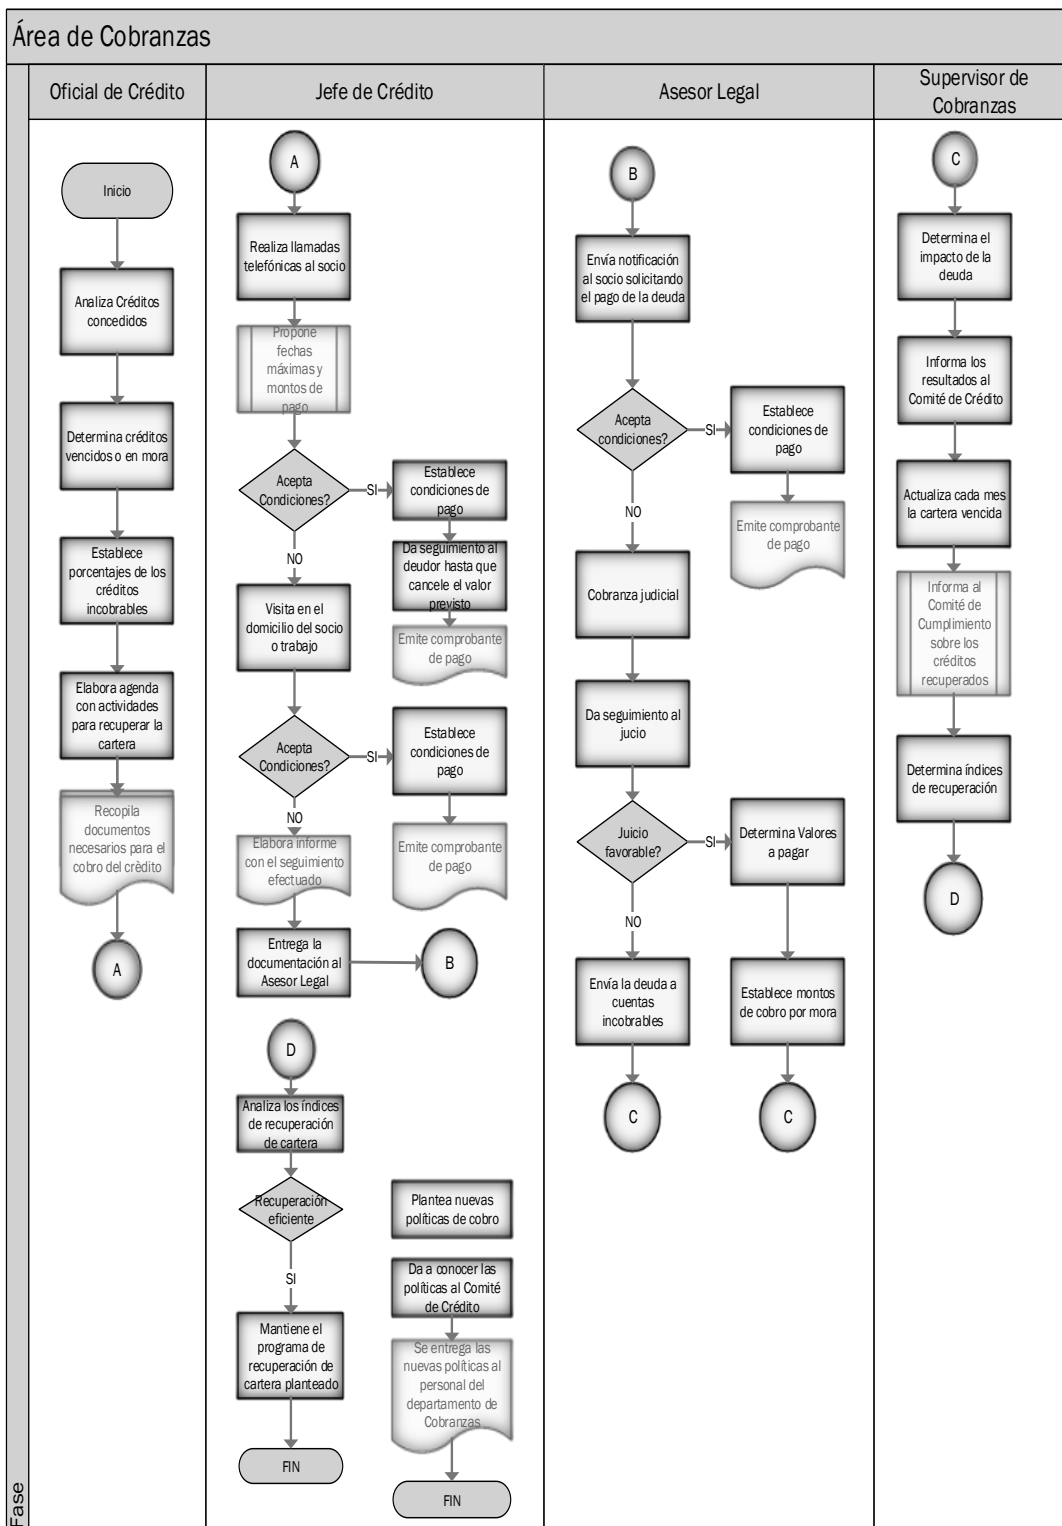 Área de Cobranzas
Fase
Oficial de Crédito
Jefe de Crédito
Asesor Legal
Supervisor de
Cobranzas
Inicio
Analiza Créditos
concedidos
Determina créditos
vencidos o en mora
Establece
porcentajes de los
créditos
incobrables
Elabora agenda
con actividades
para recuperar la
cartera
Recopila
documentos
necesarios para el
cobro del crèdito
A
A
Realiza llamadas
telefónicas al socio
Propone
fechas
máximas y
montos de
pago
Acepta
Condiciones?
SI
Establece
condiciones de
pago
Da seguimiento al
deudor hasta que
cancele el valor
previsto
Emite comprobante
de pago
NO
Visita en el
domicilio del socio
o trabajo
Acepta
Condiciones?
SI
Establece
condiciones de
pago
Emite comprobante
de pago
NO
Elabora informe
con el seguimiento
efectuado
Entrega la
documentación al
Asesor Legal
B
D
Analiza los índices
de recuperación
de cartera
Recuperación
eficiente
SI
Mantiene el
programa de
recuperación de
cartera planteado
FIN
Plantea nuevas
políticas de cobro
Da a conocer las
políticas al Comité
de Crédito
Se entrega las
nuevas políticas al
personal del
departamento de
Cobranzas
FIN
B
Envía notificación
al socio solicitando
el pago de la deuda
Acepta
condiciones?
SI
Establece
condiciones de
pago
Emite comprobante
de pago
NO
Cobranza judicial
Da seguimiento al
jucio
Juicio
favorable?
SI
Determina Valores
a pagar
Establece montos
de cobro por mora
C
NO
Envía la deuda a
cuentas
incobrables
C
C
Determina el
impacto de la
deuda
Informa los
resultados al
Comité de Crédito
Actualiza cada mes
la cartera vencida
Informa al
Comité de
Cumplimiento
sobre los
créditos
recuperados
Determina índices
de recuperación
D